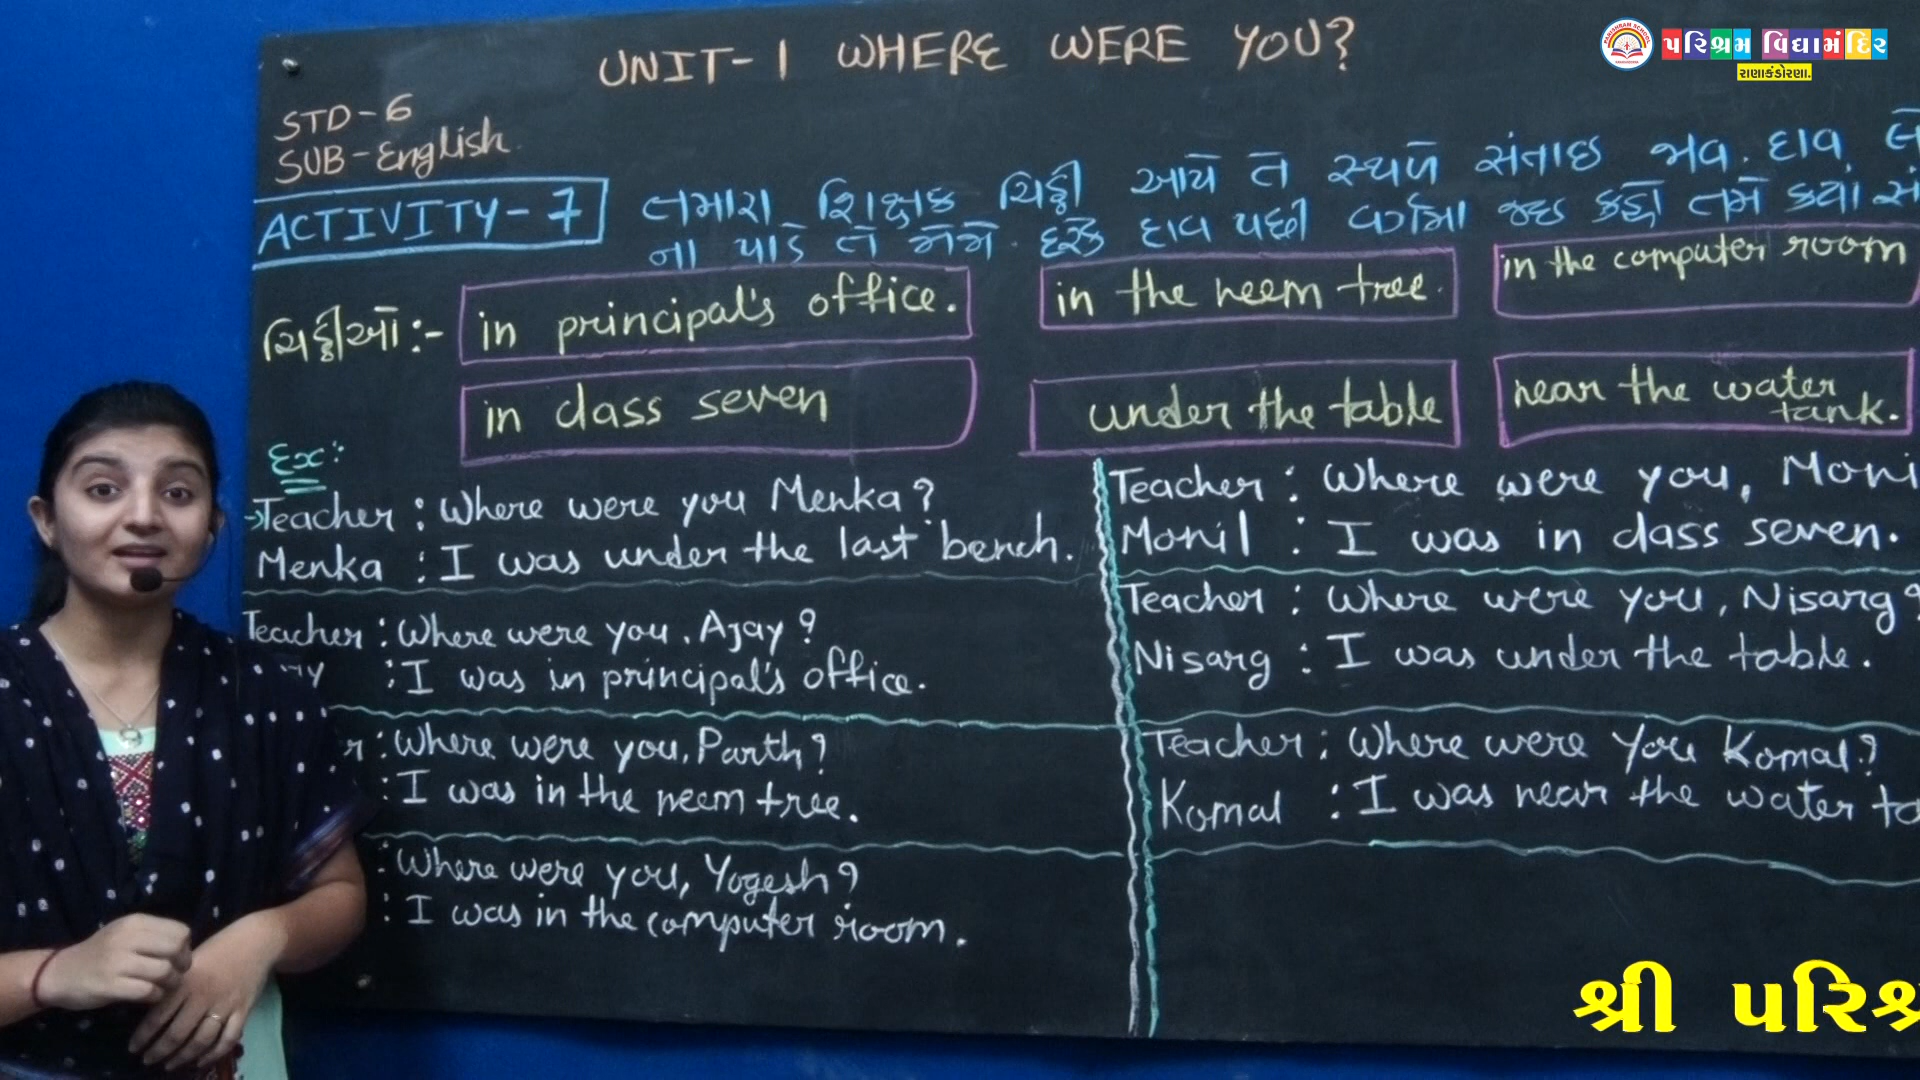 UNIT-1 WHERE WERE YOU?
પરિશ્રમ વિદ્યામંદિર
રાણાકંડોરણા.
STD-6
SUB-English
ACTIVITY-7
તમારા શિક્ષક ચિઠ્ઠી આપે તે સ્થળે સંતાઇ જાવ. દાવ
ના પાડે તે મેમે. દરેક દાવ પછી વર્ગમાં જઇ કહો તમે કયાં
ચિઠ્ઠીઓ:-
in principal's office.
in the neem tree.
in the computer room
in class seven
under the table
near the water tank.
Ex:
Teacher : Where were you Menka?
Menka : I was under the last bench.
Teacher : Where were you, Ajay?
: I was in principal's office.
: Where were you, Parth?
: I was in the neem tree.
: Where were you, Yogesh?
: I was in the computer room.
Teacher : Where were you, Moni
Monil : I was in class seven.
Teacher : Where were you, Nisarg?
Nisarg : I was under the table.
Teacher : Where were you Komal?
Komal : I was near the water ta
શ્રી પરિશ્ર